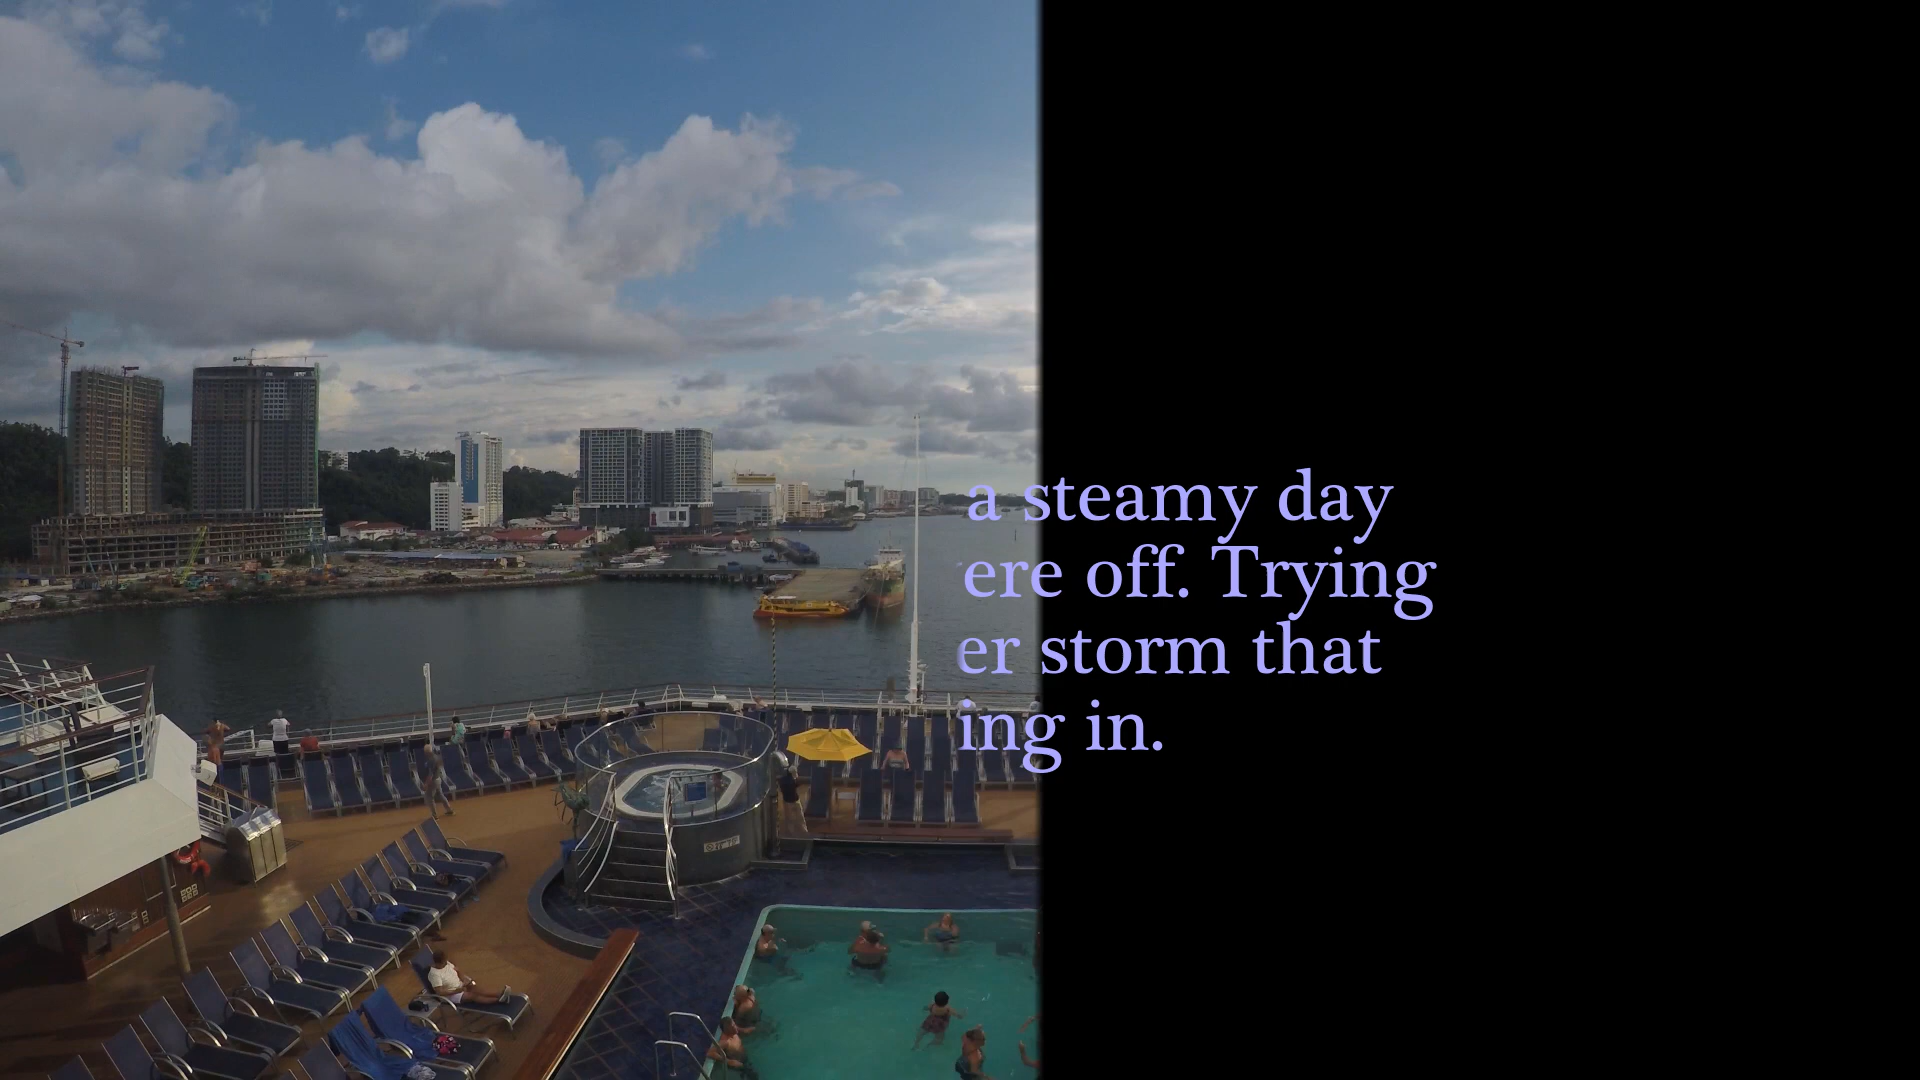 a steamy day
ere off. Trying
er storm that
ing in.